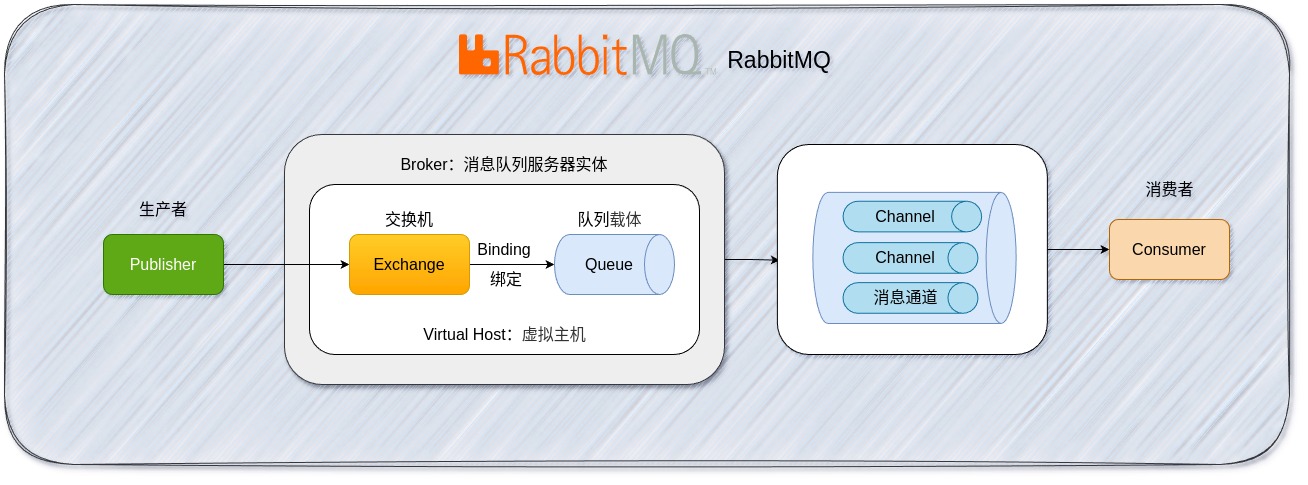 RabbitMQ™ RabbitMQ
Broker：消息队列服务器实体
生产者
Publisher
交换机
Exchange
Binding
绑定
队列载体
Queue
Virtual Host：虚拟主机
Channel
Channel
消息通道
消费者
Consumer